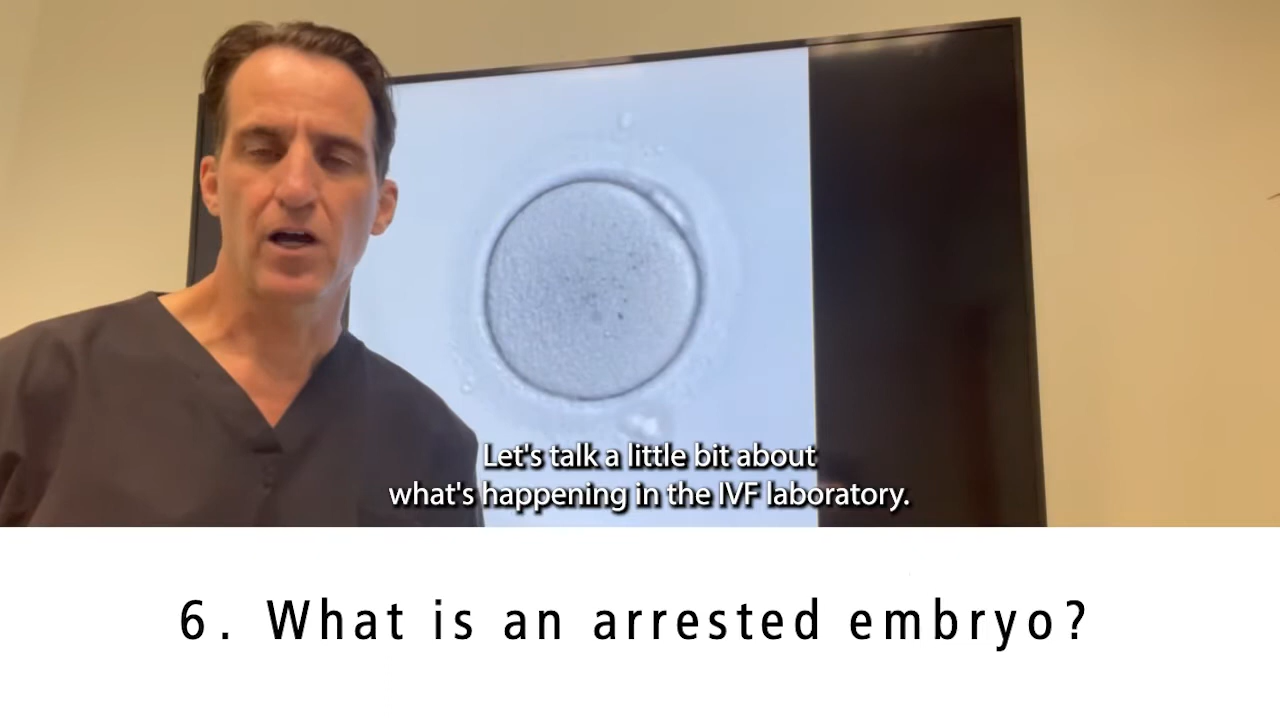 Let's talk a little bit about
what's happening in the IVF laboratory.
6. What is an arrested embryo?